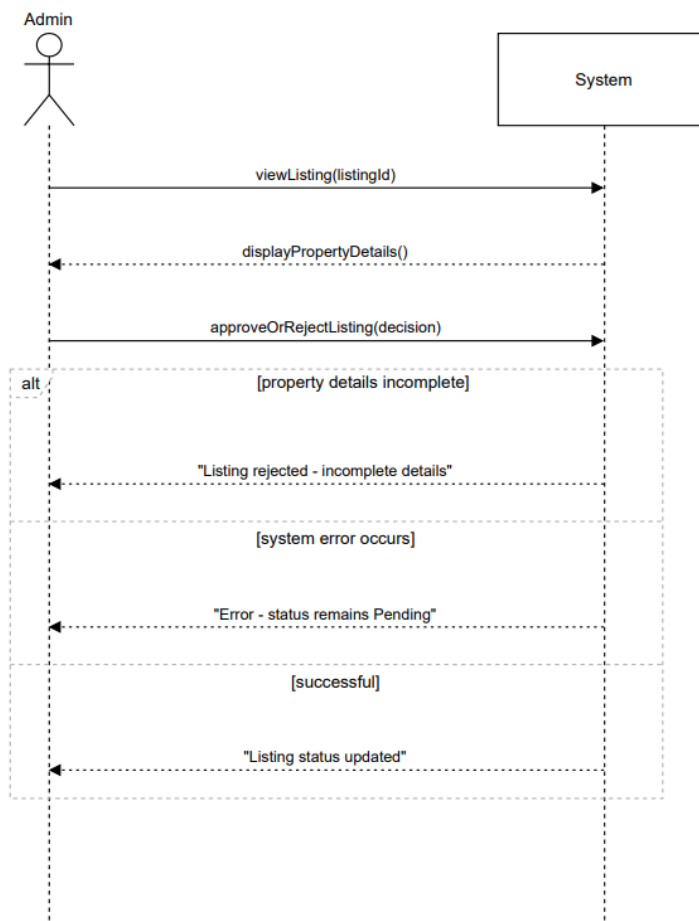 Admin
System
viewListing(listingId)
displayPropertyDetails()
approveOrRejectListing(decision)
alt
[property details incomplete]
"Listing rejected - incomplete details"
[system error occurs]
"Error - status remains Pending"
[successful]
"Listing status updated"